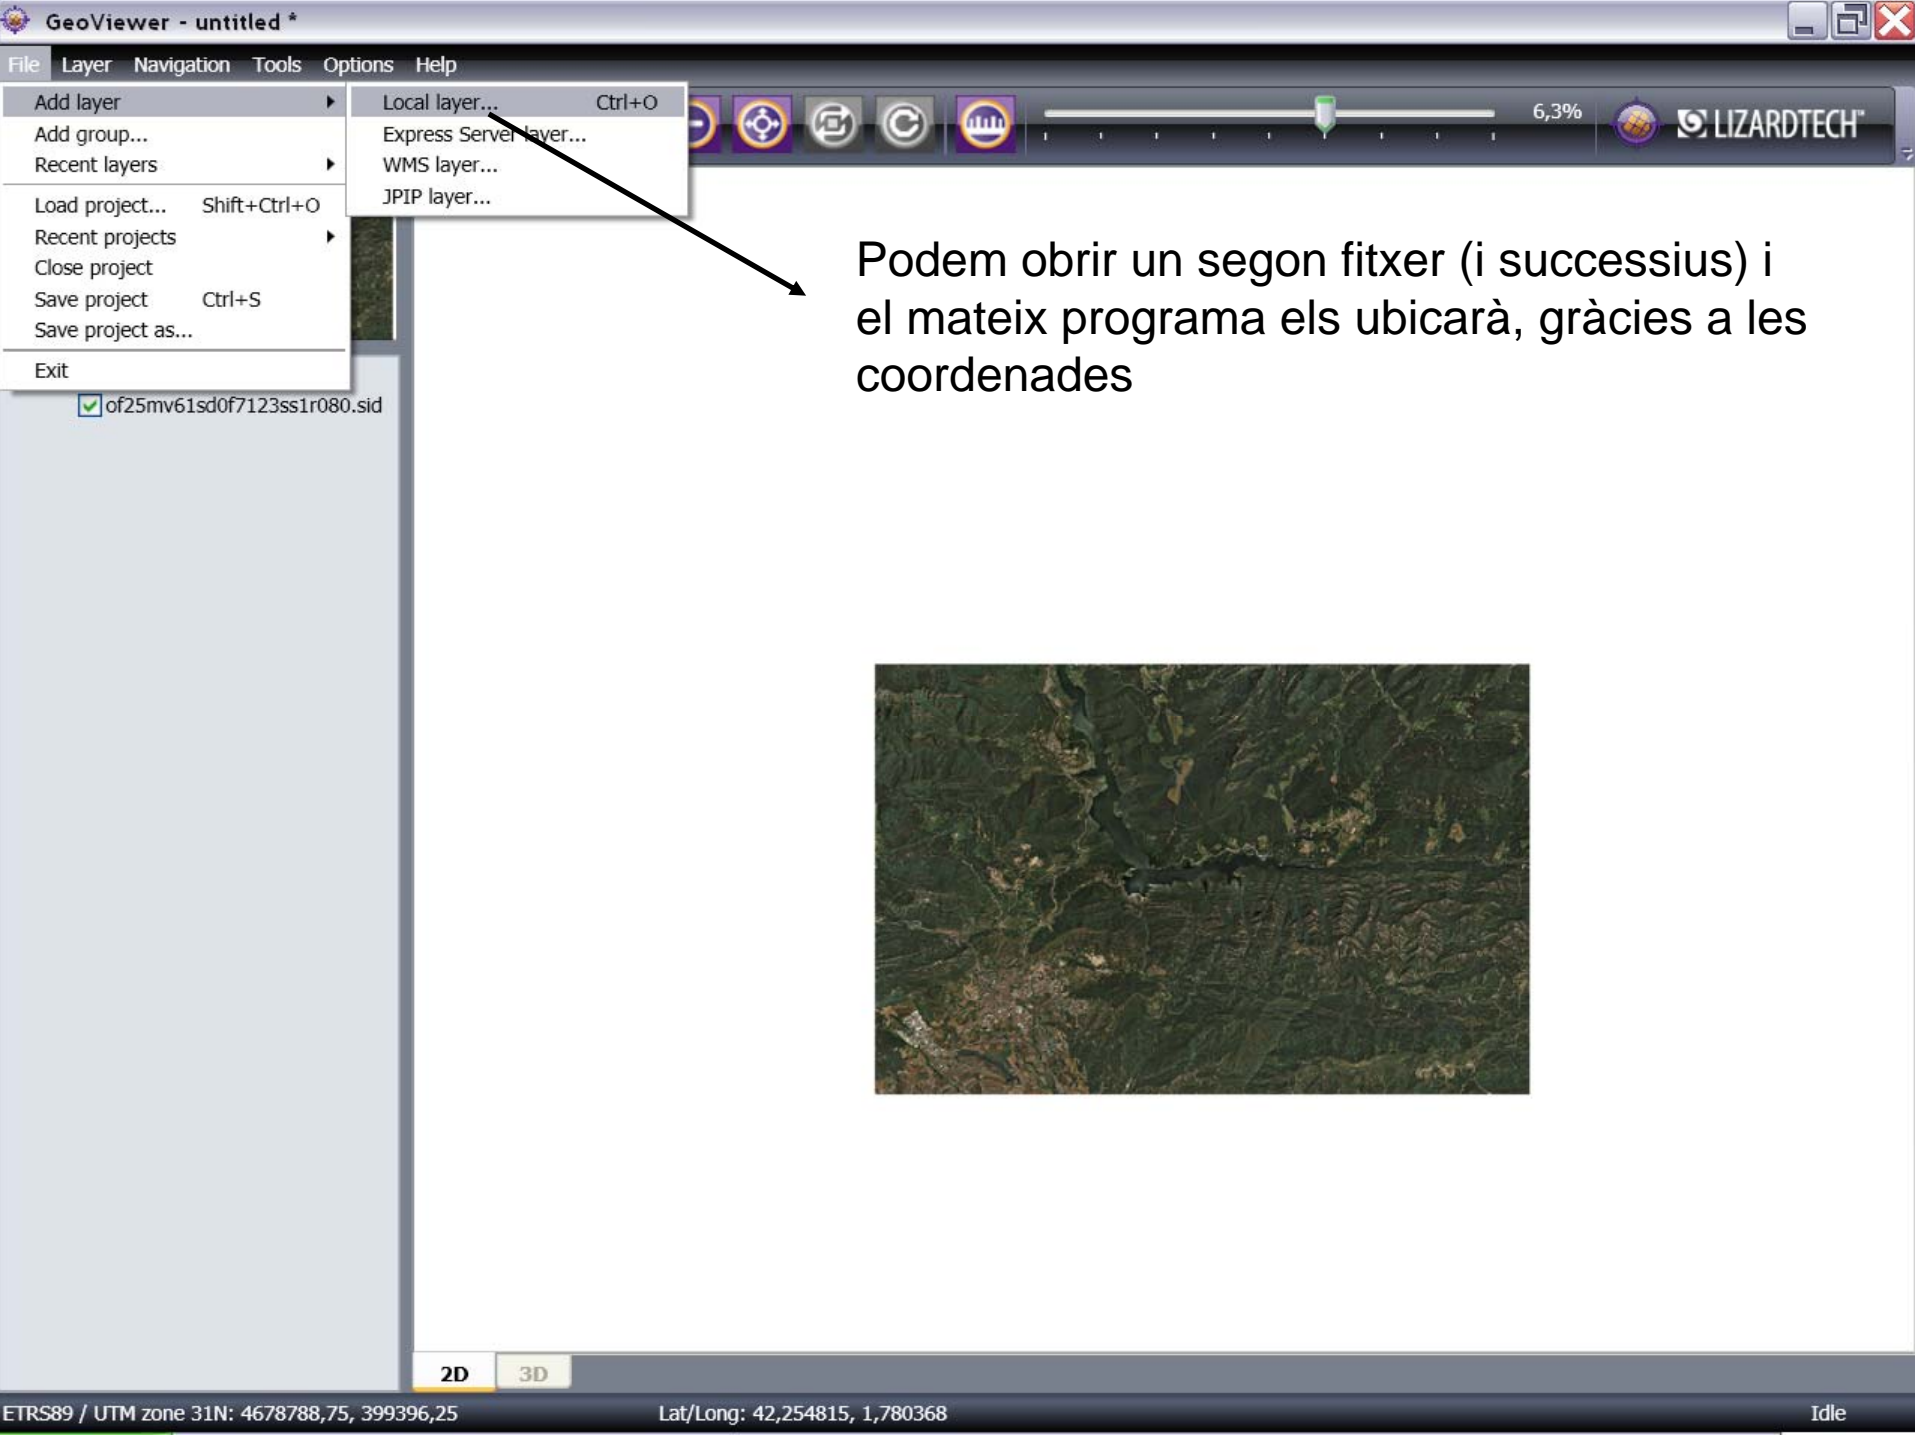 GeoViewer - untitled *
File Layer Navigation Tools Options Help
Add layer
Add group...
Recent layers
Load project... Shift+Ctrl+O
Recent projects
Close project
Save project Ctrl+S
Save project as...
Exit
Local layer... Ctrl+O
Express Server layer...
WMS layer...
JPIP layer...
6,3%
LIZARDTECH™
Podem obrir un segon fitxer (i successius) i
el mateix programa els ubicarà, gràcies a les
coordenades
of25mv61sd0f7123ss1r080.sid
2D 3D
ETRS89 / UTM zone 31N: 4678788,75, 399396,25 Lat/Long: 42,254815, 1,780368 Idle